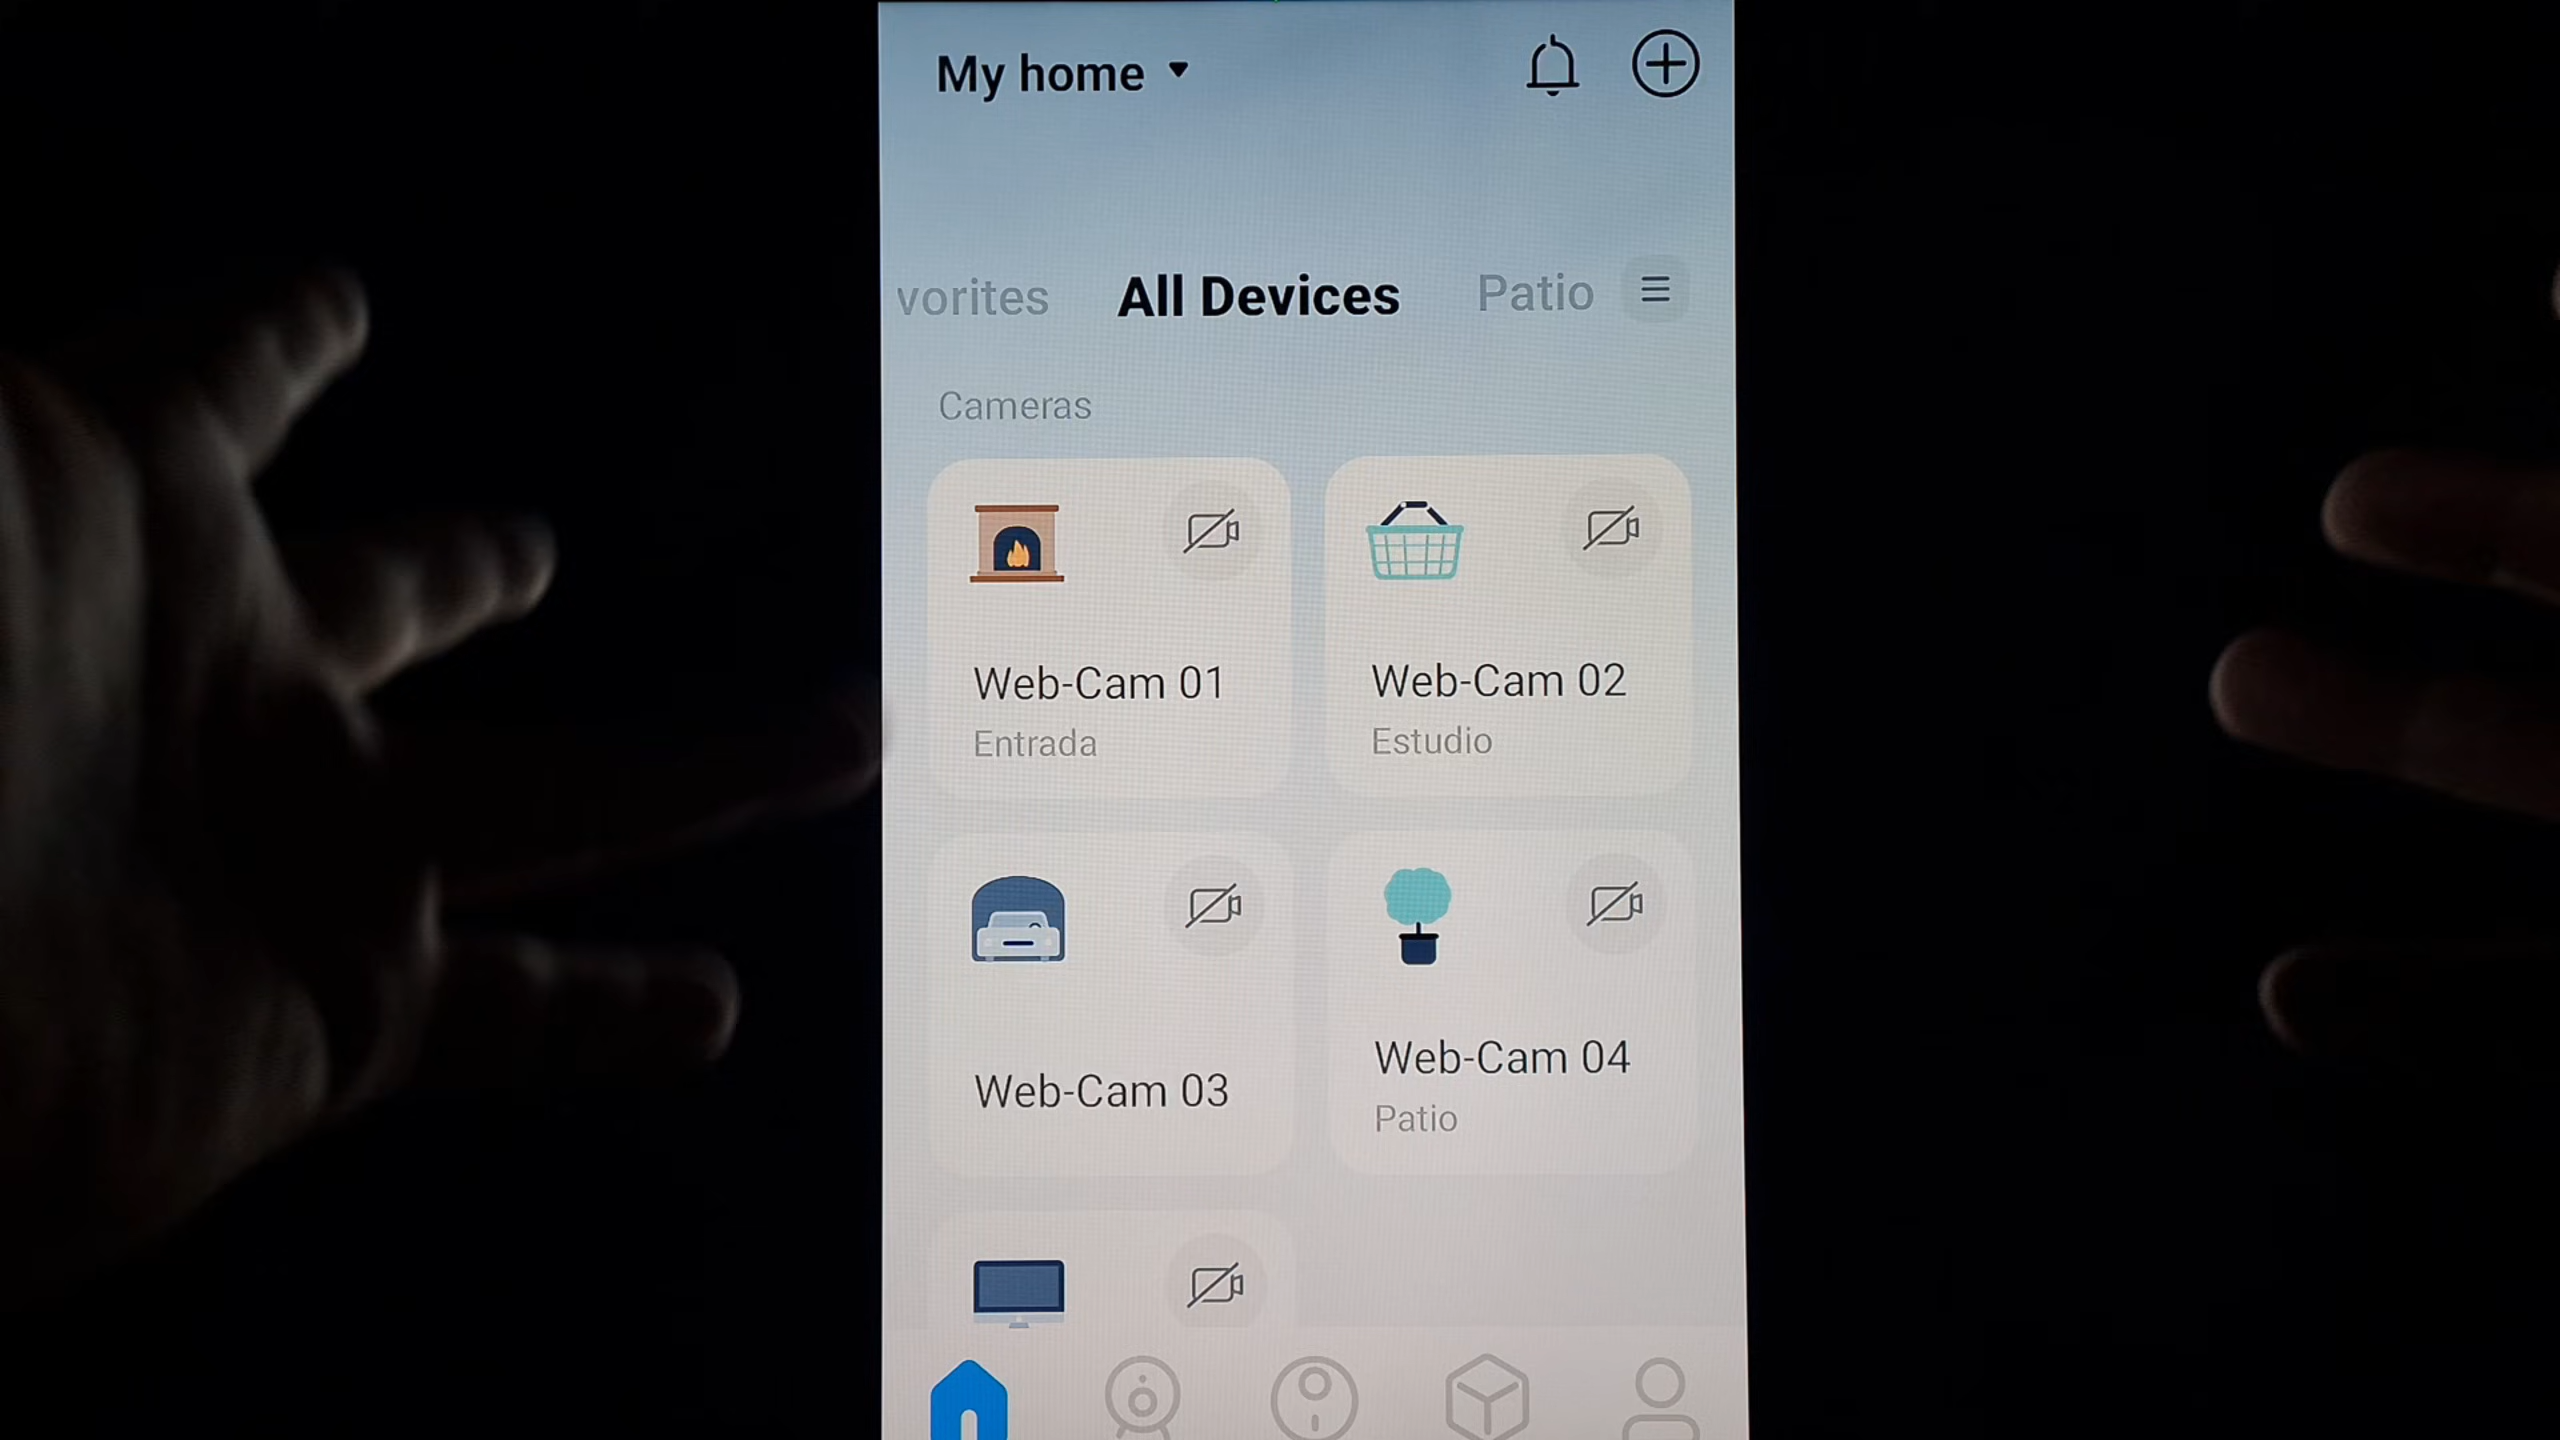 My home
vorites All Devices Patio
Cameras
Web-Cam 01
Entrada
Web-Cam 02
Estudio
Web-Cam 03
Web-Cam 04
Patio